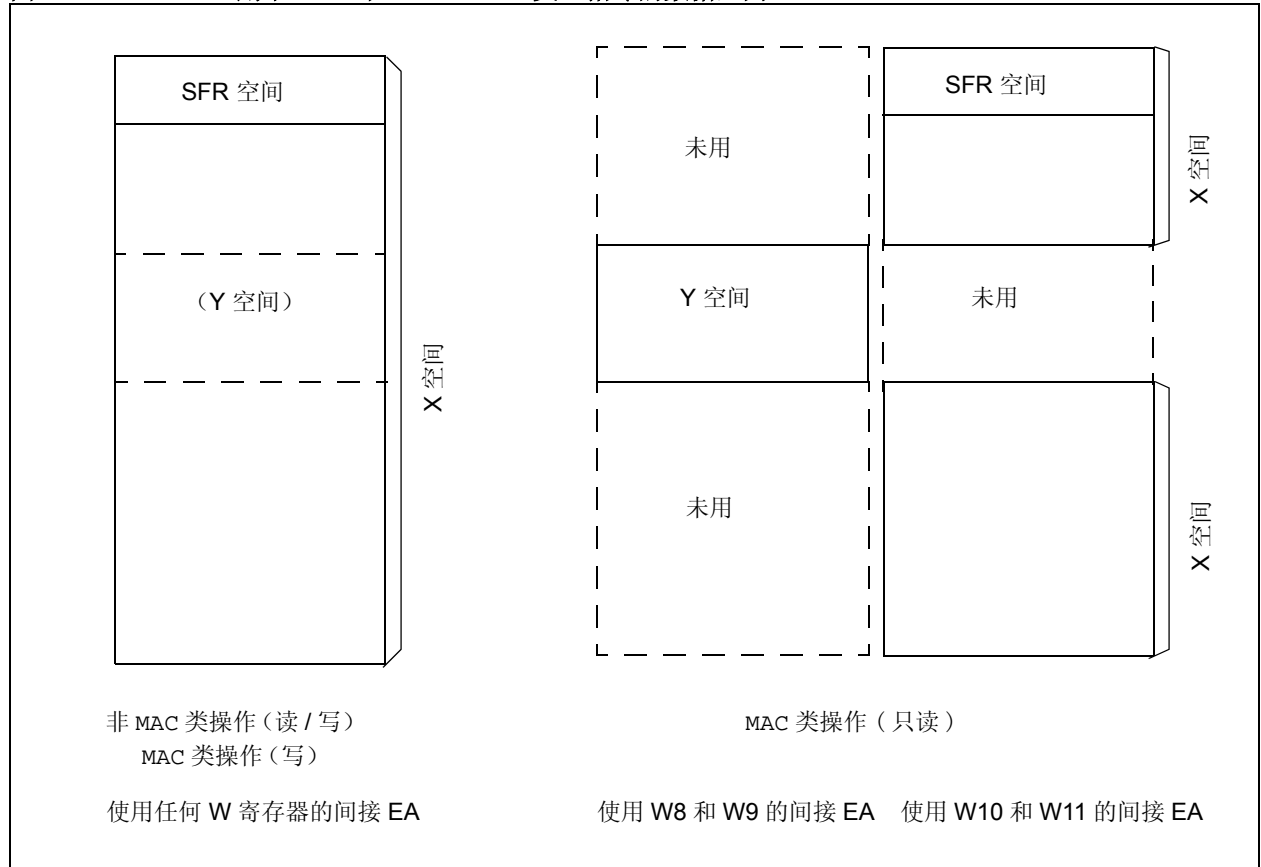 SFR 空间
（Y 空间）
X 空间
非 MAC 类操作（读 / 写）
MAC 类操作（写）
使用任何 W 寄存器的间接 EA
未用
Y 空间
未用
SFR 空间
未用
X 空间
X 空间
MAC 类操作（只读）
使用 W8 和 W9 的间接 EA
使用 W10 和 W11 的间接 EA